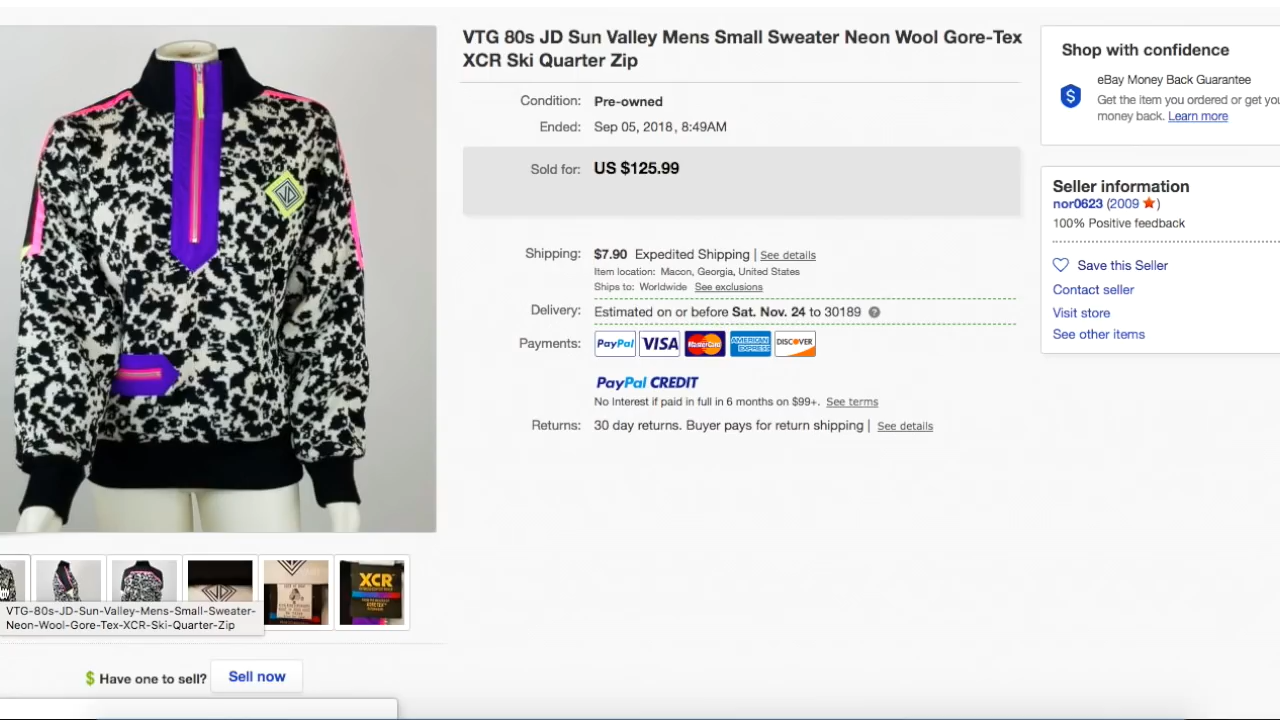 VTG 80s JD Sun Valley Mens Small Sweater Neon Wool Gore-Tex
XCR Ski Quarter Zip
Condition: Pre-owned
Ended: Sep 05, 2018, 8:49AM
Sold for: US $125.99
Shipping: $7.90 Expedited Shipping | See details
Item location: Macon, Georgia, United States
Ships to: Worldwide See exclusions
Delivery: Estimated on or before Sat. Nov. 24 to 30189 ?
Payments: PayPal VISA MasterCard AMERICAN EXPRESS DISCOVER
PayPal CREDIT
No Interest if paid in full in 6 months on $99+. See terms
Returns: 30 day returns. Buyer pays for return shipping | See details
Shop with confidence
eBay Money Back Guarantee
Get the item you ordered or get you
money back. Learn more
Seller information
nor0623 (2009)
100% Positive feedback
Save this Seller
Contact seller
Visit store
See other items
XCR
GORE-TEX
VTG-80s-JD-Sun-Valley-Mens-Small-Sweater-
Neon-Wool-Gore-Tex-XCR-Ski-Quarter-Zip
$ Have one to sell? Sell now